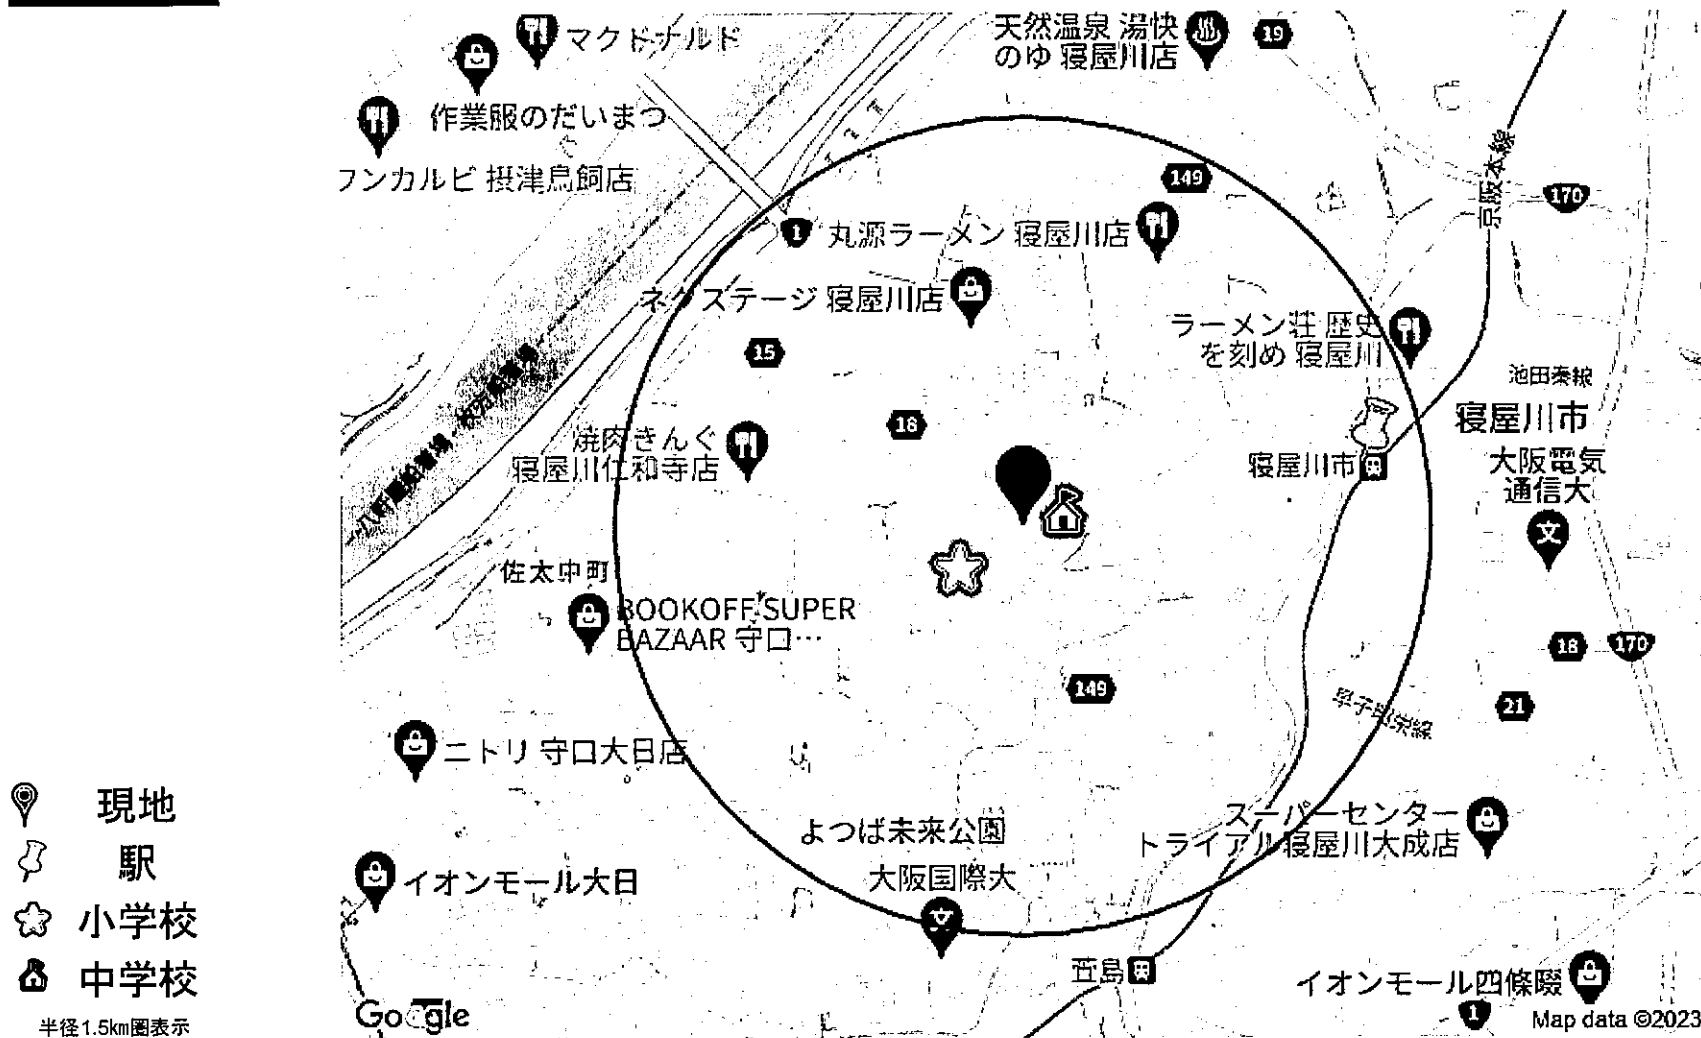 マクドナルド
天然温泉 湯快
のゆ 寝屋川店
19
作業服のだいまつ
フンカルビ 摂津鳥飼店
京阪本線
149
170
1
丸源ラーメン 寝屋川店
ネクステージ 寝屋川店
ラーメン荘 歴史
を刻め 寝屋川
15
池田秦線
寝屋川市
18
焼肉きんぐ
寝屋川仁和寺店
寝屋川市
大阪電気
通信大
文
佐太中町
BOOKOFF SUPER
BAZAAR 守口…
18
170
149
21
ニトリ 守口大日店
現地
駅
小学校
中学校
半径1.5km圏表示
よつば未来公園
スーパーセンター
トライアル寝屋川大成店
イオンモール大日
大阪国際大
文
萱島
イオンモール四條畷
1
Google
Map data ©2023